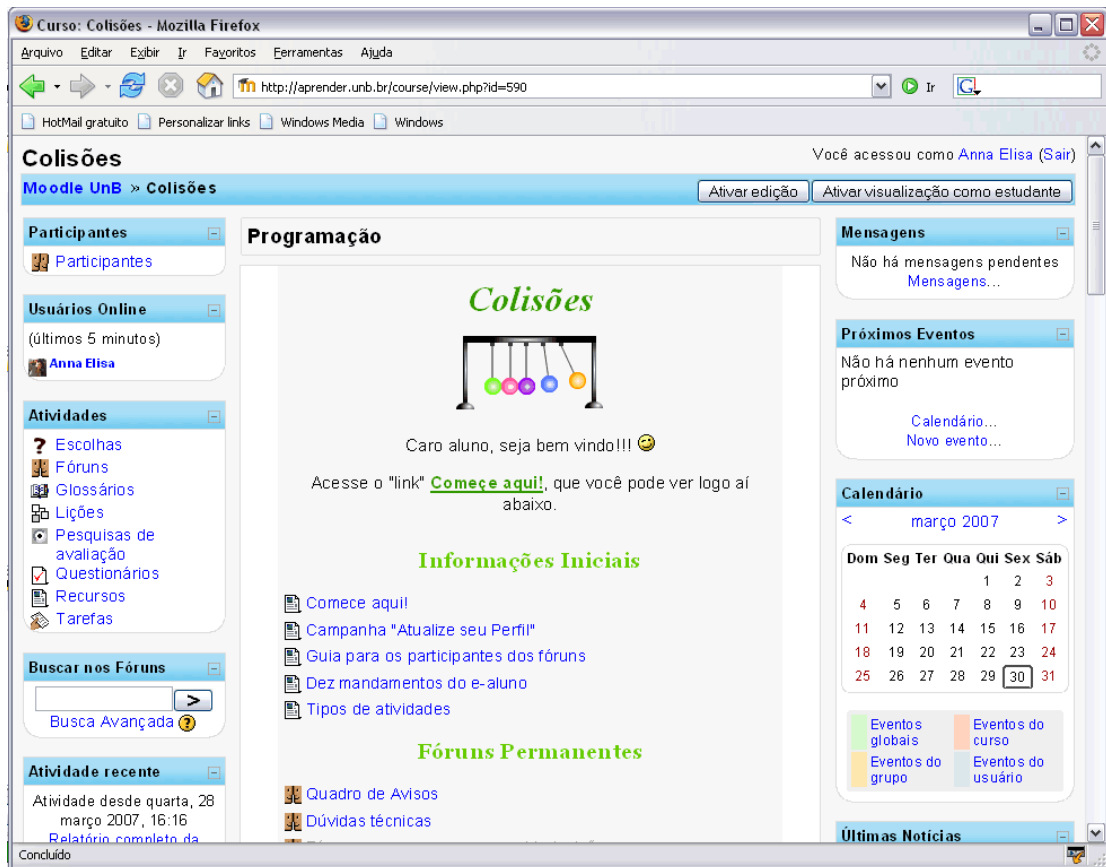 Curso: Colisões - Mozilla Firefox
Arquivo Editar Exibir Ir Favoritos Ferramentas Ajuda
http://aprender.unb.br/course/view.php?id=590
Ir
G
HotMail gratuito Personalizar links Windows Media Windows
Colisões
Você acessou como Anna Elisa (Sair)
Moodle UnB » Colisões
Ativar edição
Ativar visualização como estudante
Participantes
Participantes
Usuários Online
(últimos 5 minutos)
Anna Elisa
Atividades
Escolhas
Fóruns
Glossários
Lições
Pesquisas de
avaliação
Questionários
Recursos
Tarefas
Buscar nos Fóruns
>
Busca Avançada ?
Atividade recente
Atividade desde quarta, 28
março 2007, 16:16
Relatório completo da
Programação
Colisões
Caro aluno, seja bem vindo!!!
Acesse o "link" Começe aqui!, que você pode ver logo aí
abaixo.
Informações Iniciais
Comece aqui!
Campanha "Atualize seu Perfil"
Guia para os participantes dos fóruns
Dez mandamentos do e-aluno
Tipos de atividades
Fóruns Permanentes
Quadro de Avisos
Dúvidas técnicas
Mensagens
Não há mensagens pendentes
Mensagens...
Próximos Eventos
Não há nenhum evento
próximo
Calendário...
Novo evento...
Calendário
< março 2007 >
Dom Seg Ter Qua Qui Sex Sáb
1 2 3
4 5 6 7 8 9 10
11 12 13 14 15 16 17
18 19 20 21 22 23 24
25 26 27 28 29 30 31
Eventos
globais
Eventos do
curso
Eventos do
grupo
Eventos do
usuário
Últimas Notícias
Concluído